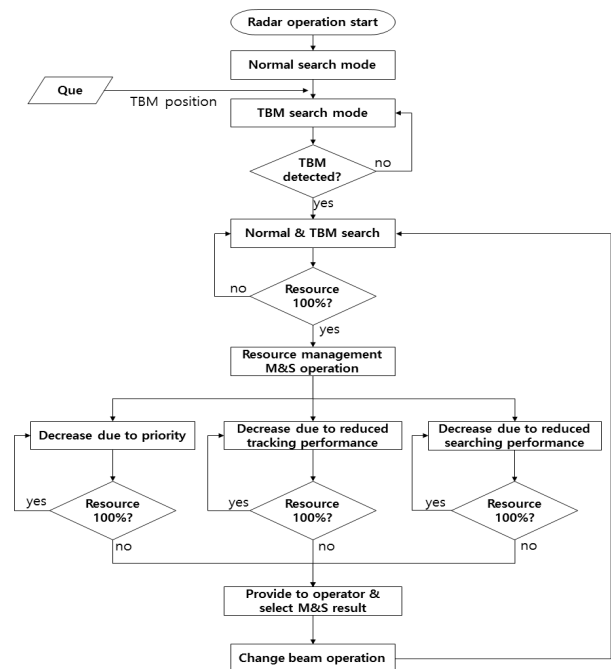 Radar operation start
Normal search mode
Que
TBM position
TBM search mode
TBM
detected?
no
yes
Normal & TBM search
no
Resource
100%?
yes
Resource management
M&S operation
Decrease due to priority
Decrease due to reduced
tracking performance
Decrease due to reduced
searching performance
yes
Resource
100%?
no
yes
Resource
100%?
no
yes
Resource
100%?
no
Provide to operator &
select M&S result
Change beam operation